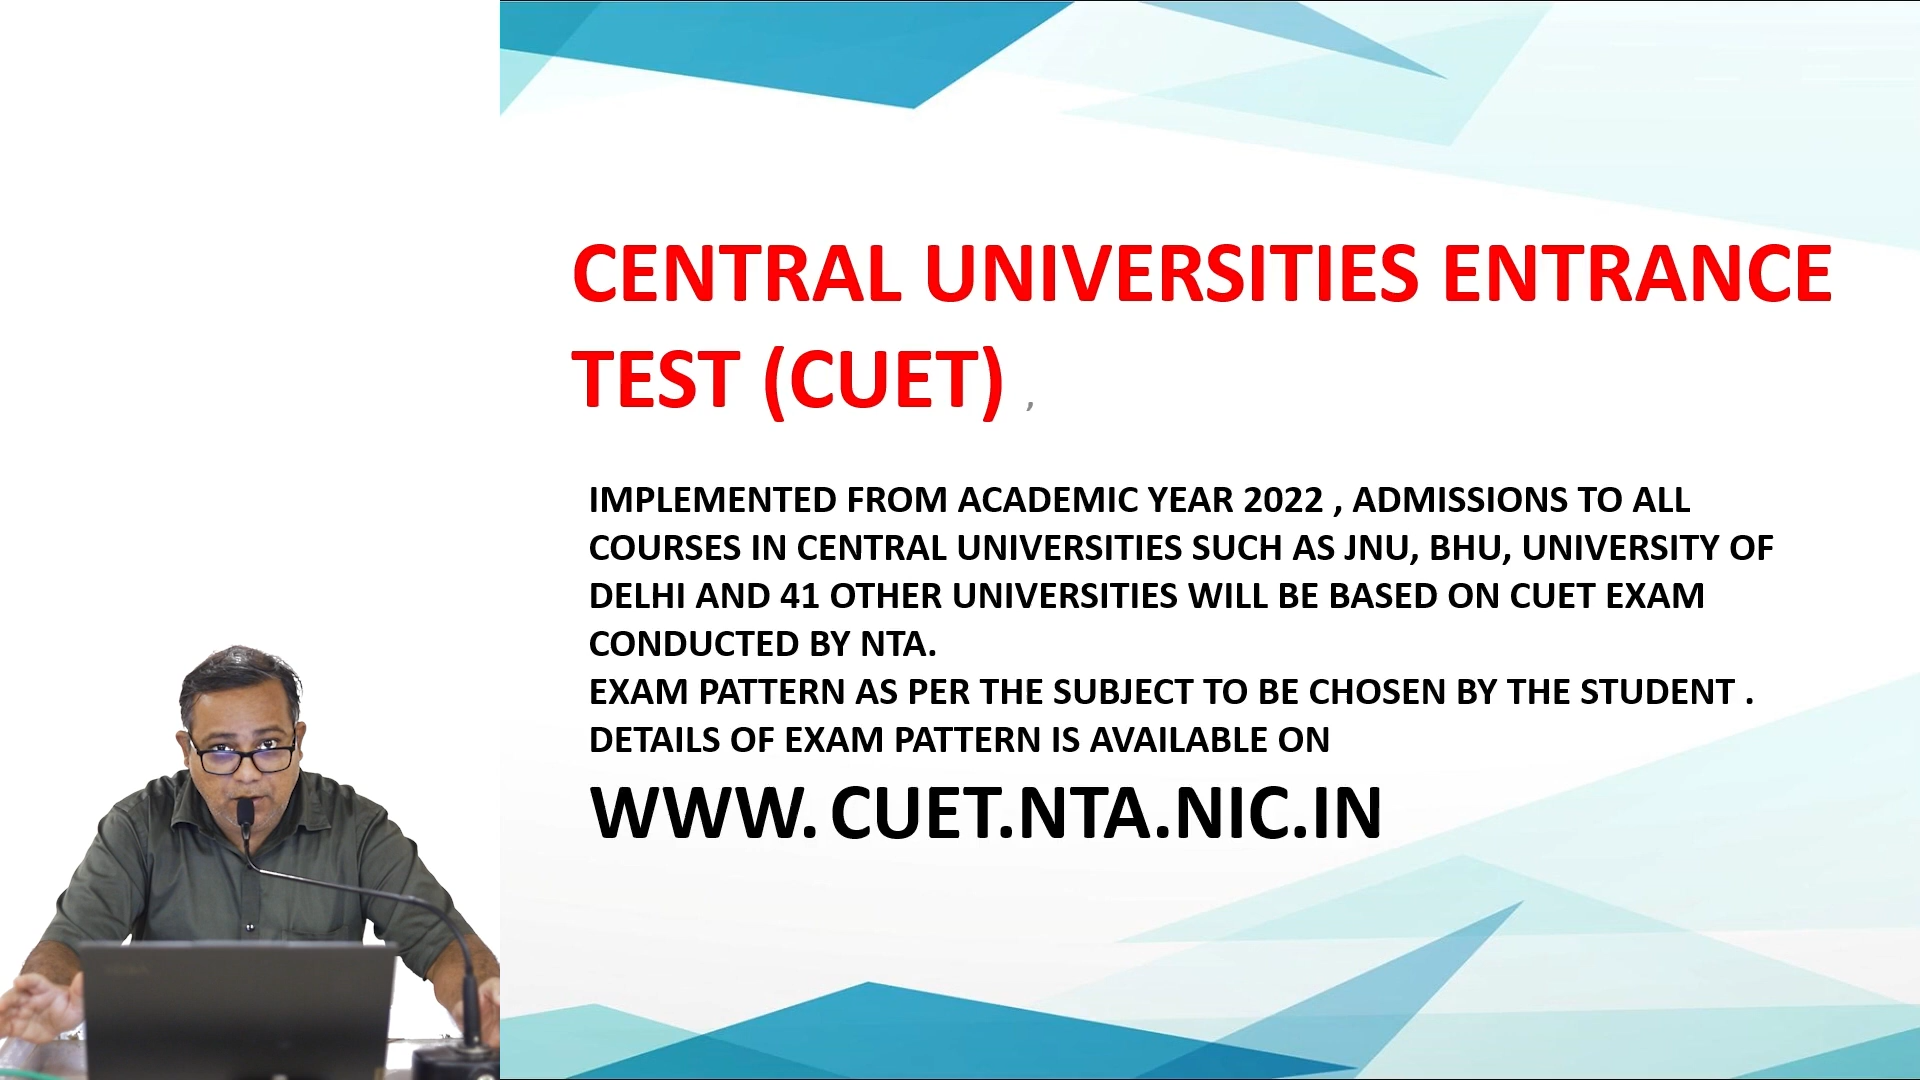 CENTRAL UNIVERSITIES ENTRANCE
TEST (CUET) ,
IMPLEMENTED FROM ACADEMIC YEAR 2022 , ADMISSIONS TO ALL
COURSES IN CENTRAL UNIVERSITIES SUCH AS JNU, BHU, UNIVERSITY OF
DELHI AND 41 OTHER UNIVERSITIES WILL BE BASED ON CUET EXAM
CONDUCTED BY NTA.
EXAM PATTERN AS PER THE SUBJECT TO BE CHOSEN BY THE STUDENT .
DETAILS OF EXAM PATTERN IS AVAILABLE ON
WWW. CUET.NTA.NIC.IN